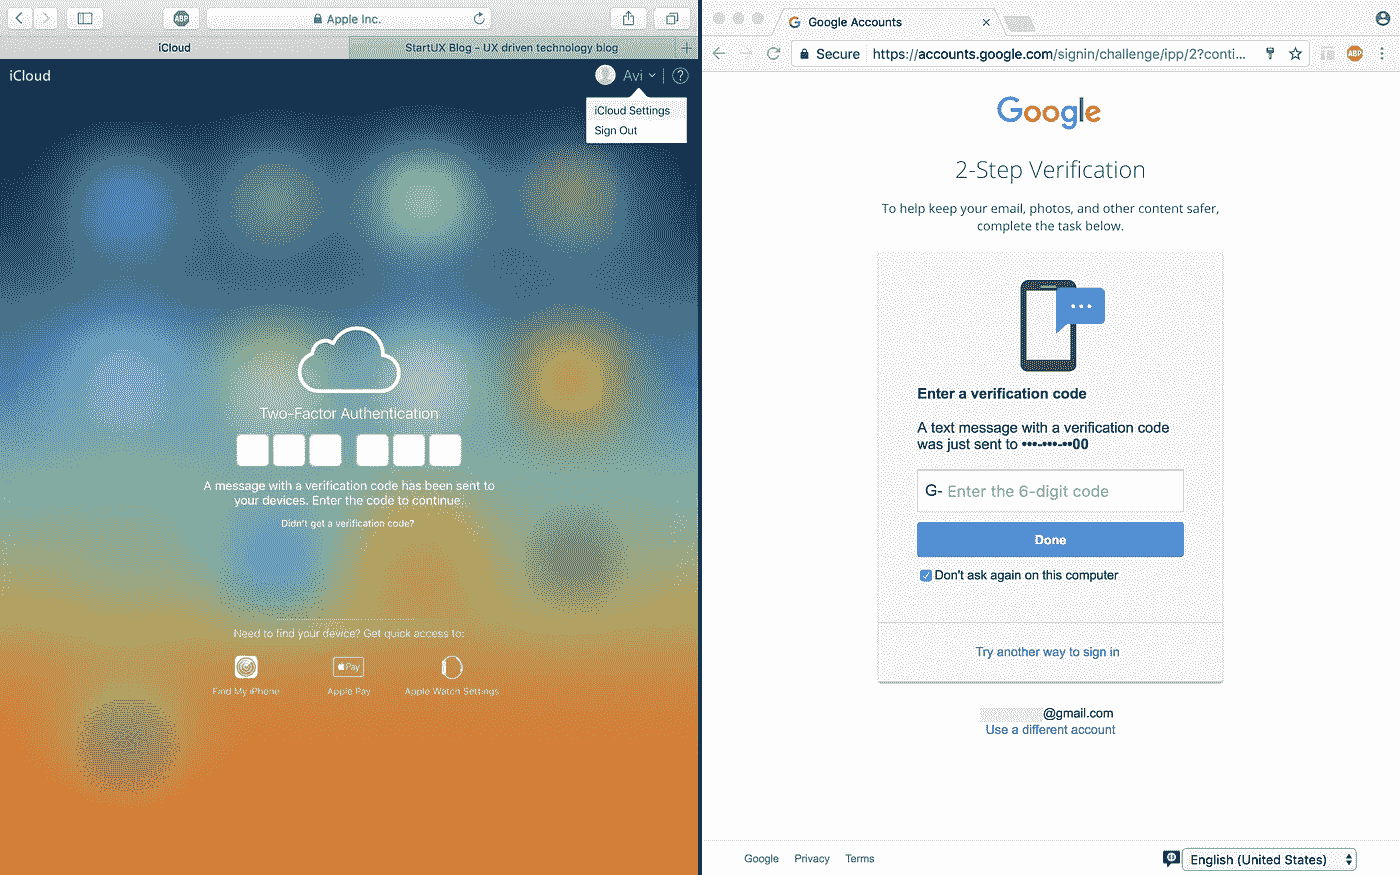 Apple Inc.
iCloud
StartUX Blog - UX driven technology blog
iCloud
Avi
iCloud Settings
Sign Out
Two-Factor Authentication
A message with a verification code has been sent to
your devices. Enter the code to continue.
Didn't get a verification code?
Need to find your device? Get quick access to:
Find My iPhone
Pay
Apple Pay
Apple Watch Settings
Google Accounts
Secure https://accounts.google.com/signin/challenge/ipp/2?conti...
ABP
ABP
Google
2-Step Verification
To help keep your email, photos, and other content safer,
complete the task below.
Enter a verification code
A text message with a verification code
was just sent to •••-•••-••00
G- Enter the 6-digit code
Done
Don't ask again on this computer
Try another way to sign in
@gmail.com
Use a different account
Google Privacy Terms
English (United States)